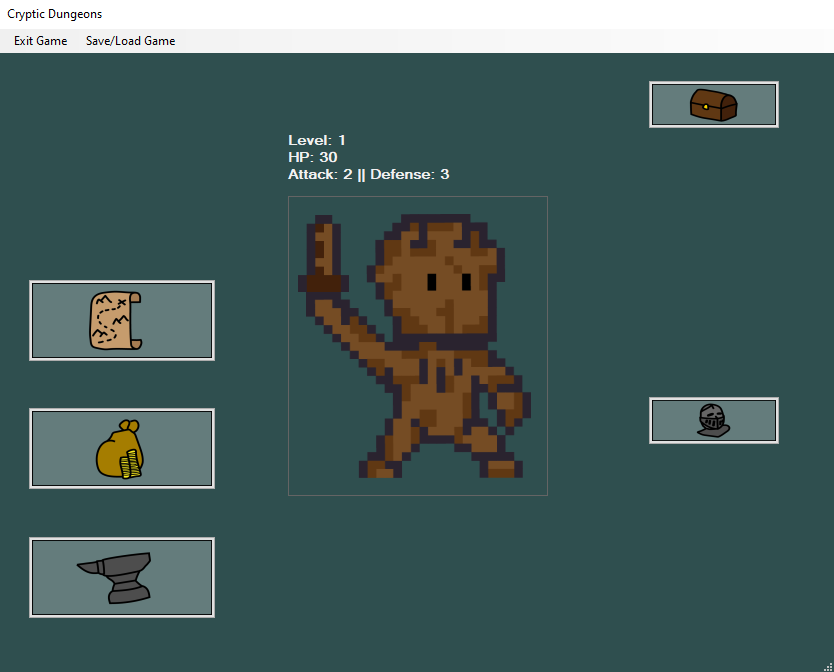 Cryptic Dungeons
Exit Game Save/Load Game
Level: 1
HP: 30
Attack: 2 || Defense: 3